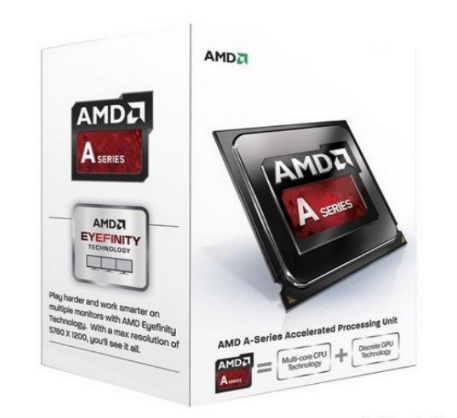 AMD
A SERIES
AMD
EYEFINITY
TECHNOLOGY
Play harder and work smarter on
multiple monitors with AMD Eyefinity
Technology. With a max resolution of
5760 X 1200, you'll see it all.
AMD
AMD
A SERIES
AMD A-Series Accelerated Processing Unit
AMD
A SERIES
=
Multi-core CPU
Technology
+
Discrete GPU
Technology